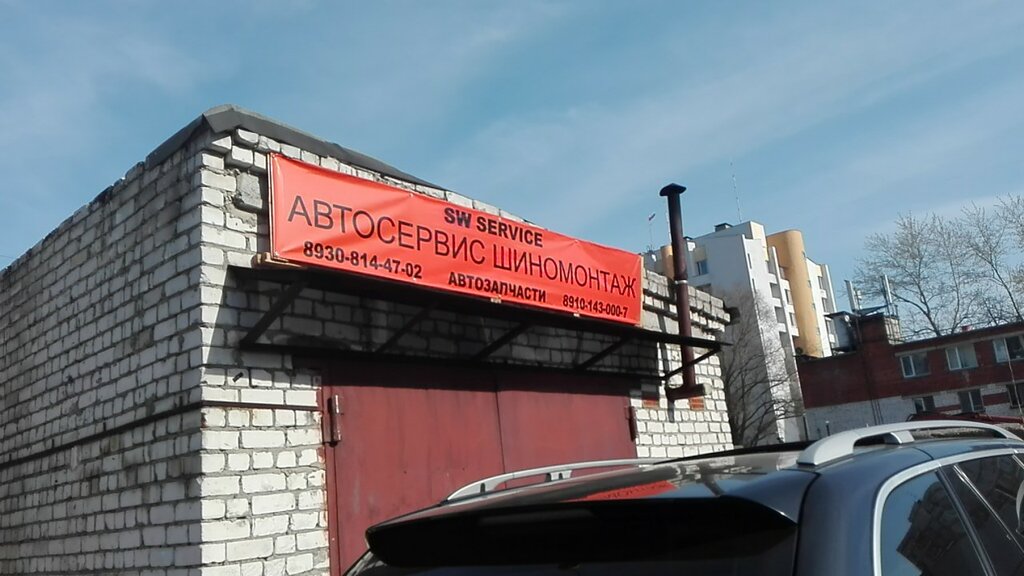 SW SERVICE
АВТОСЕРВИС ШИНОМОНТАЖ
8930-814-47-02 АВТОЗАПЧАСТИ 8910-143-000-7